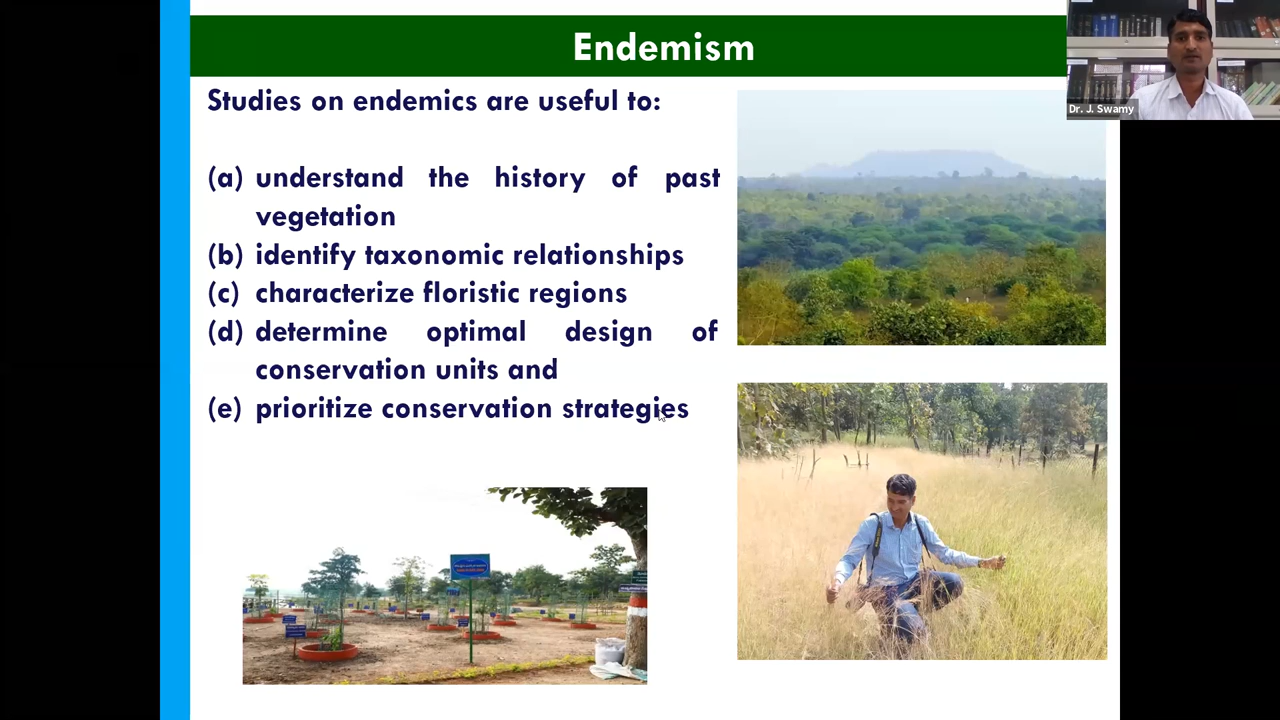 Endemism
Dr. J. Swamy
Studies on endemics are useful to:
(a) understand the history of past
vegetation
(b) identify taxonomic relationships
(c) characterize floristic regions
(d) determine optimal design of
conservation units and
(e) prioritize conservation strategies